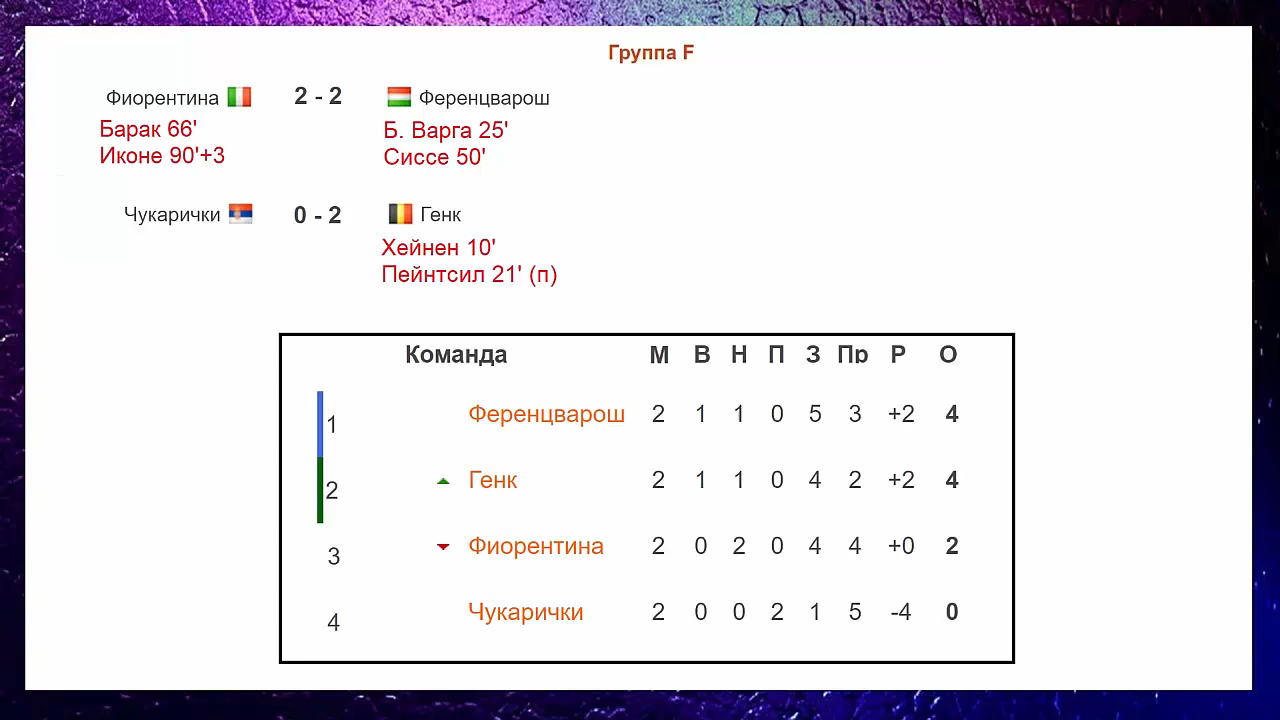 Группа F
Фиорентина 2 - 2 Ференцварош
Барак 66' Б. Варга 25'
Иконе 90'+3 Сиссе 50'
Чукарички 0 - 2 Генк
Хейнен 10'
Пейнтсил 21' (п)
Команда М В Н П З Пр Р О
1 Ференцварош 2 1 1 0 5 3 +2 4
2 Генк 2 1 1 0 4 2 +2 4
3 Фиорентина 2 0 2 0 4 4 +0 2
4 Чукарички 2 0 0 2 1 5 -4 0